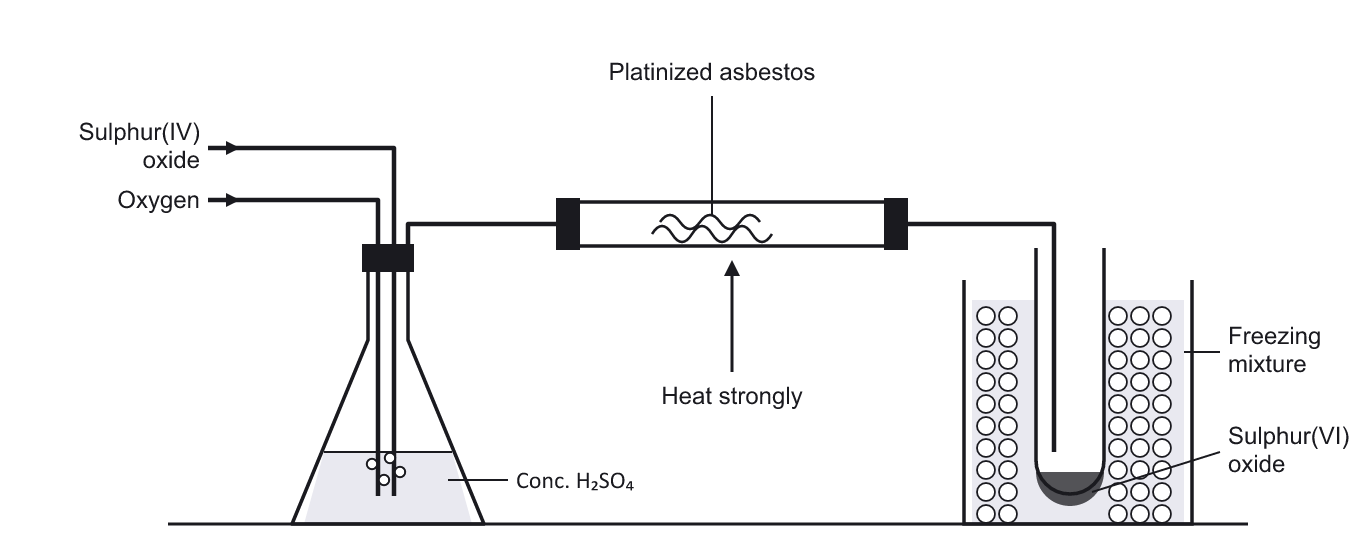 Platinized asbestos
Sulphur(IV)
oxide
Oxygen
Heat strongly
Freezing
mixture
Sulphur(VI)
oxide
Conc. H₂SO₄